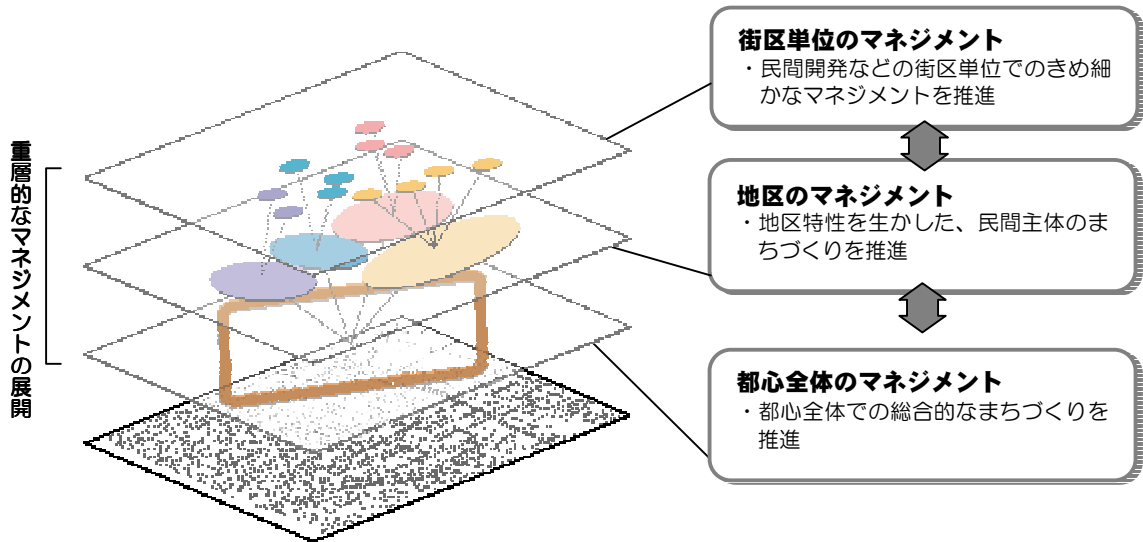 重層的なマネジメントの展開
街区単位のマネジメント
・民間開発などの街区単位でのきめ細
かなマネジメントを推進
地区のマネジメント
・地区特性を生かした、民間主体のま
ちづくりを推進
都心全体のマネジメント
・都心全体での総合的なまちづくりを
推進